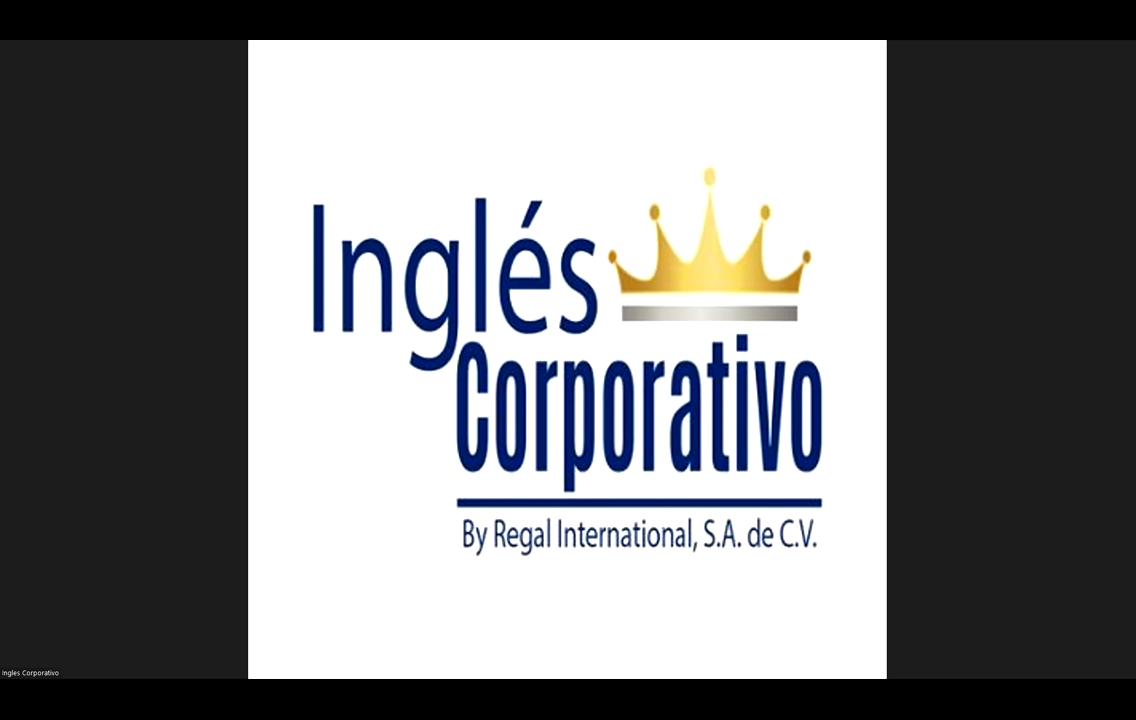 Inglés
Corporativo
By Regal International, S.A. de C.V.
Ingles Corporativo